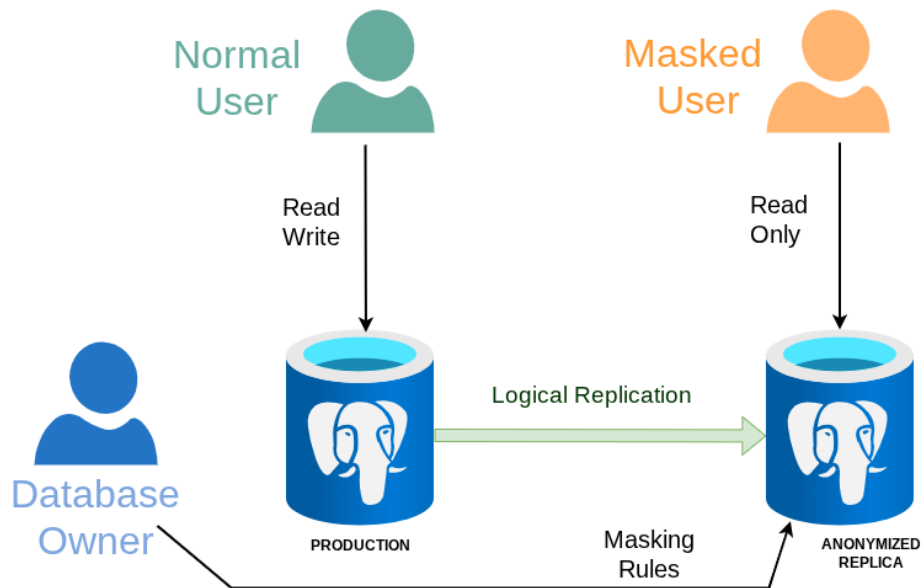 Normal
User
Masked
User
Read
Write
Read
Only
Logical Replication
Database
Owner
PRODUCTION
Masking
Rules
ANONYMIZED
REPLICA